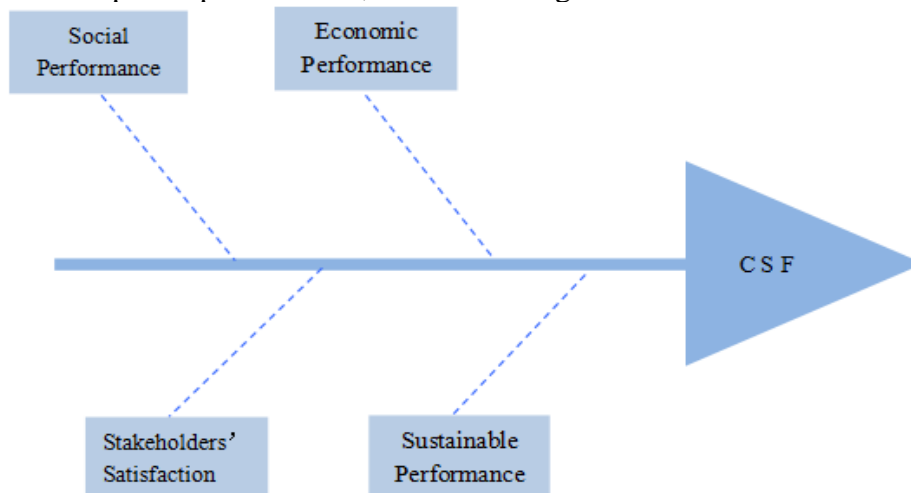 Social
Performance
Economic
Performance
C S F
Stakeholders’
Satisfaction
Sustainable
Performance